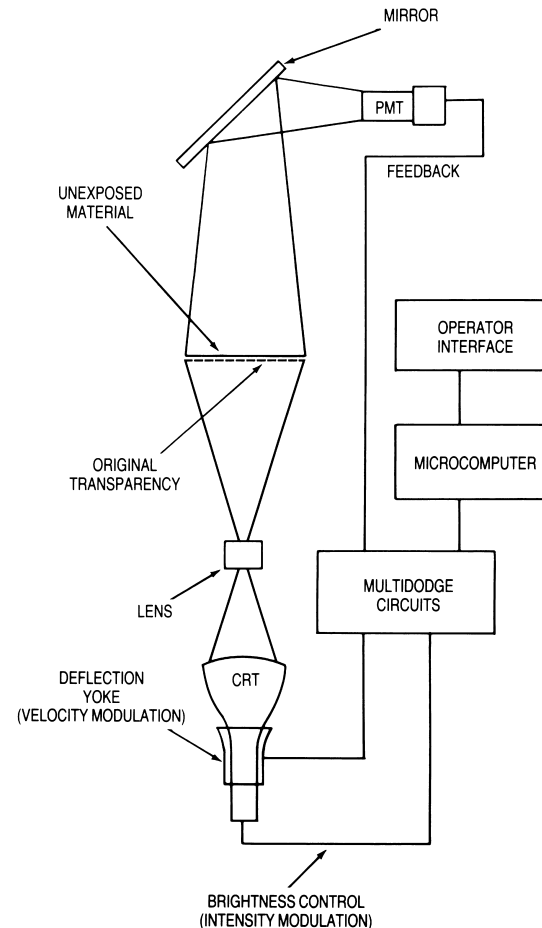 MIRROR
PMT
FEEDBACK
UNEXPOSED
MATERIAL
OPERATOR
INTERFACE
ORIGINAL
TRANSPARENCY
MICROCOMPUTER
LENS
MULTIDODGE
CIRCUITS
CRT
DEFLECTION
YOKE
(VELOCITY MODULATION)
BRIGHTNESS CONTROL
(INTENSITY MODULATION)